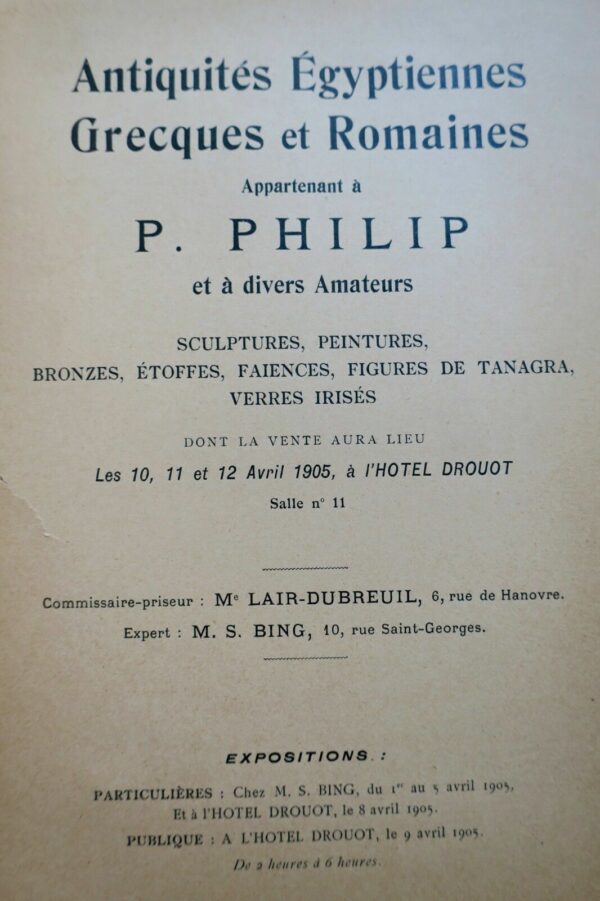 Antiquités Égyptiennes
Grecques et Romaines
Appartenant à
P. PHILIP
et à divers Amateurs
SCULPTURES, PEINTURES,
BRONZES, ÉTOFFES, FAIENCES, FIGURES DE TANAGRA,
VERRES IRISÉS
DONT LA VENTE AURA LIEU
Les 10, 11 et 12 Avril 1905, à l'HOTEL DROUOT
Salle n° 11
Commissaire-priseur : Me LAIR-DUBREUIL, 6, rue de Hanovre.
Expert : M. S. BING, 10, rue Saint-Georges.
EXPOSITIONS :
PARTICULIÈRES : Chez M. S. BING, du 1er au 5 avril 1905.
Et à l'HOTEL DROUOT, le 8 avril 1905.
PUBLIQUE : A L'HOTEL DROUOT, le 9 avril 1905.
De 2 heures à 6 heures.